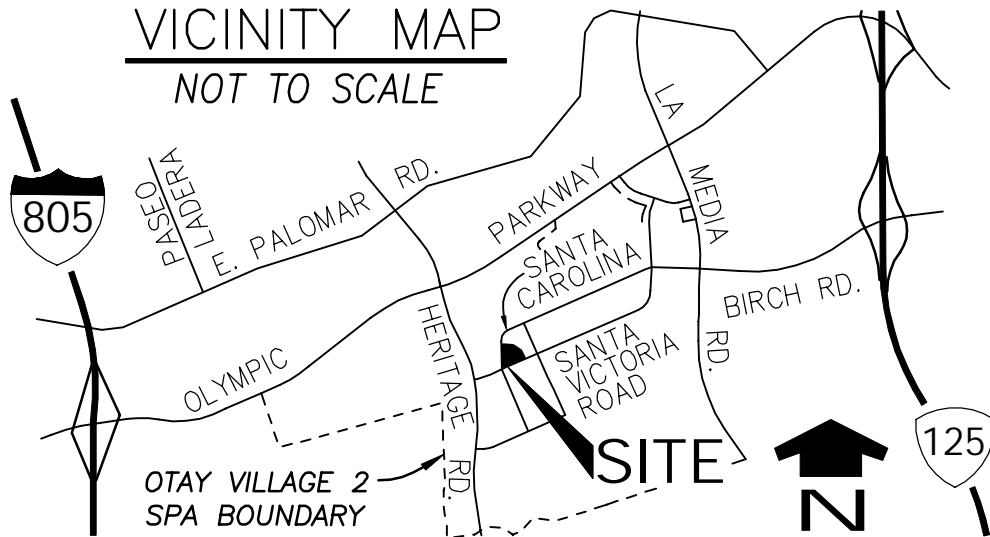 VICINITY MAP
NOT TO SCALE
805
PASEO
LADERA
E. PALOMAR RD.
OLYMPIC PARKWAY
LA MEDIA RD.
SANTA
CAROLINA
BIRCH RD.
HERITAGE RD.
SANTA
VICTORIA
ROAD
SITE
125
OTAY VILLAGE 2
SPA BOUNDARY
N